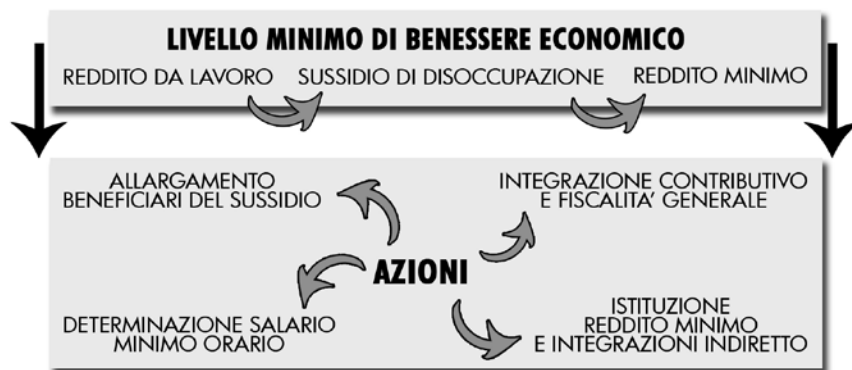 LIVELLO MINIMO DI BENESSERE ECONOMICO
REDDITO DA LAVORO SUSSIDIO DI DISOCCUPAZIONE REDDITO MINIMO
ALLARGAMENTO
BENEFICIARI DEL SUSSIDIO
INTEGRAZIONE CONTRIBUTIVO
E FISCALITA' GENERALE
AZIONI
DETERMINAZIONE SALARIO
MINIMO ORARIO
ISTITUZIONE
REDDITO MINIMO
E INTEGRAZIONI INDIRETTO